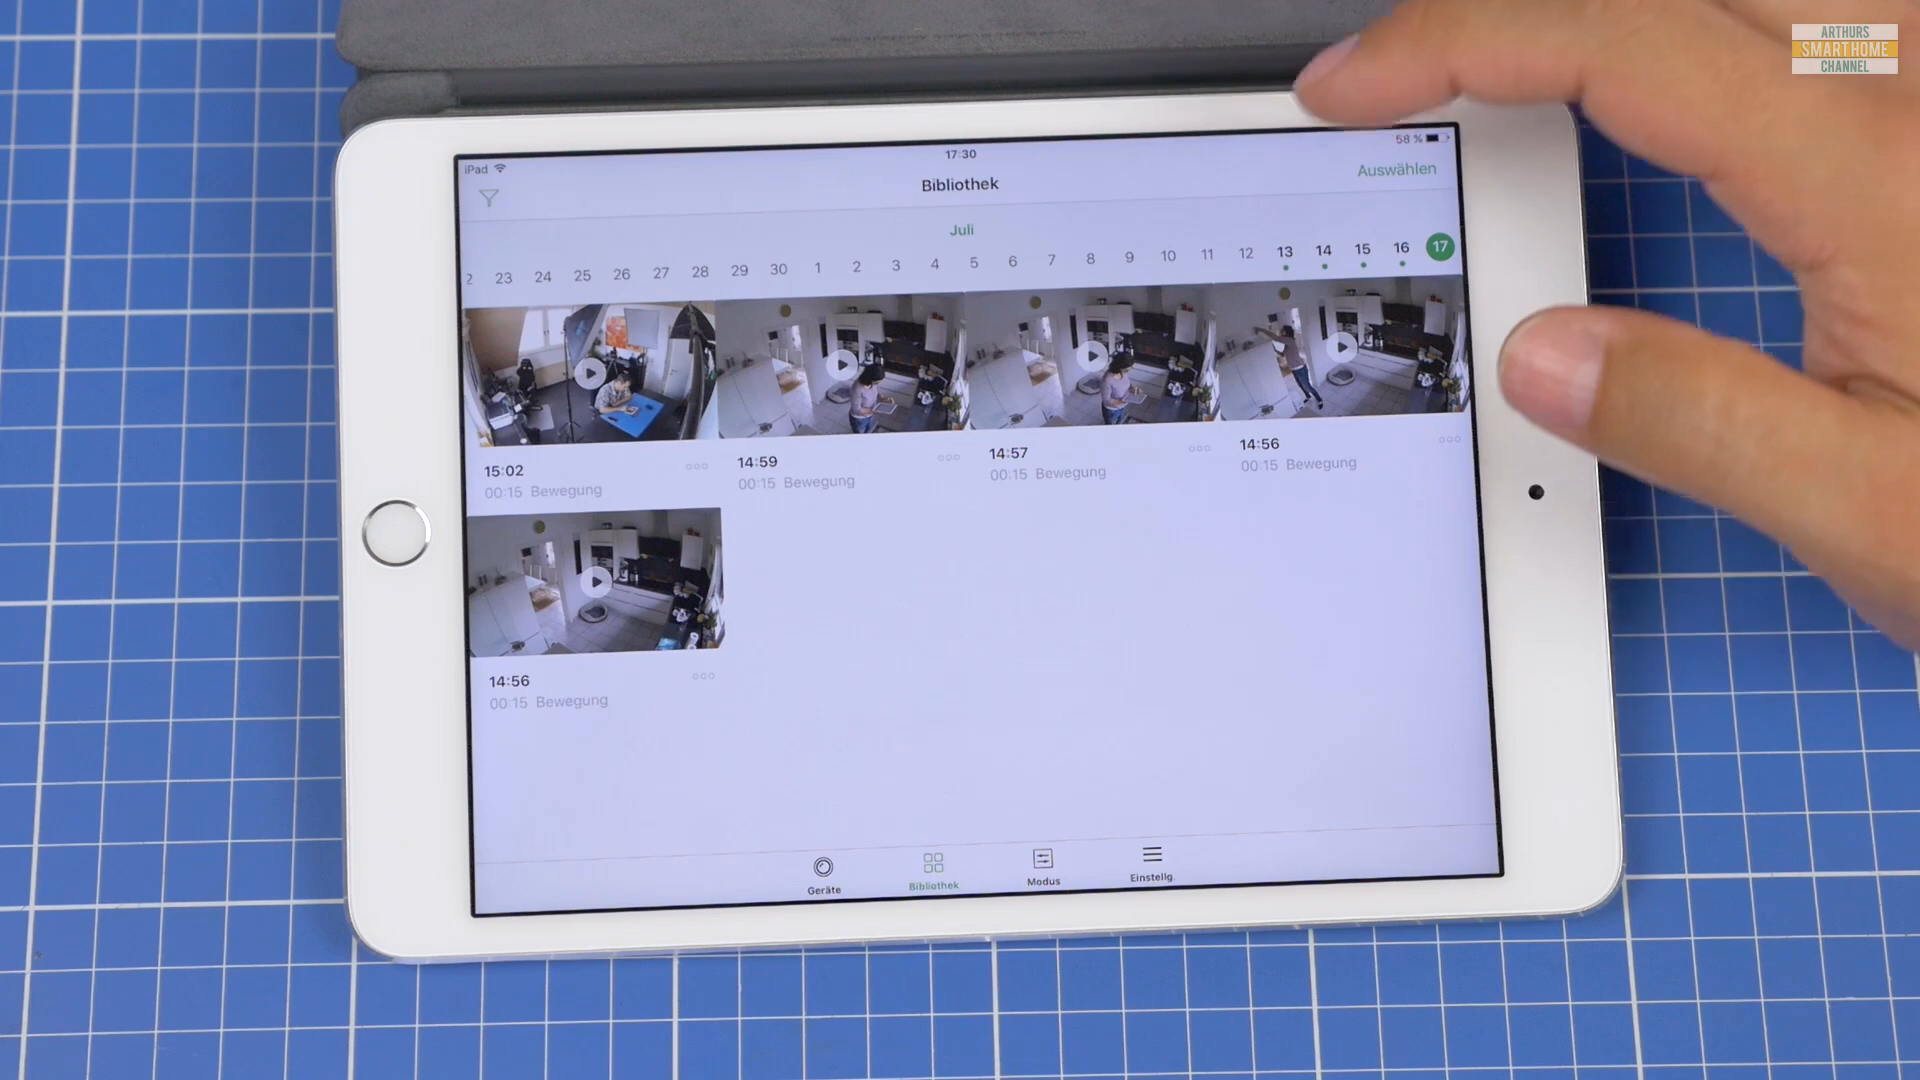 ARTHURS
SMART HOME
CHANNEL
iPad
17:30
58 %
Bibliothek
Auswählen
Juli
2 23 24 25 26 27 28 29 30 1 2 3 4 5 6 7 8 9 10 11 12 13 14 15 16 17
15:02
00:15 Bewegung
14:59
00:15 Bewegung
14:57
00:15 Bewegung
14:56
00:15 Bewegung
14:56
00:15 Bewegung
Geräte
Bibliothek
Modus
Einstellg.